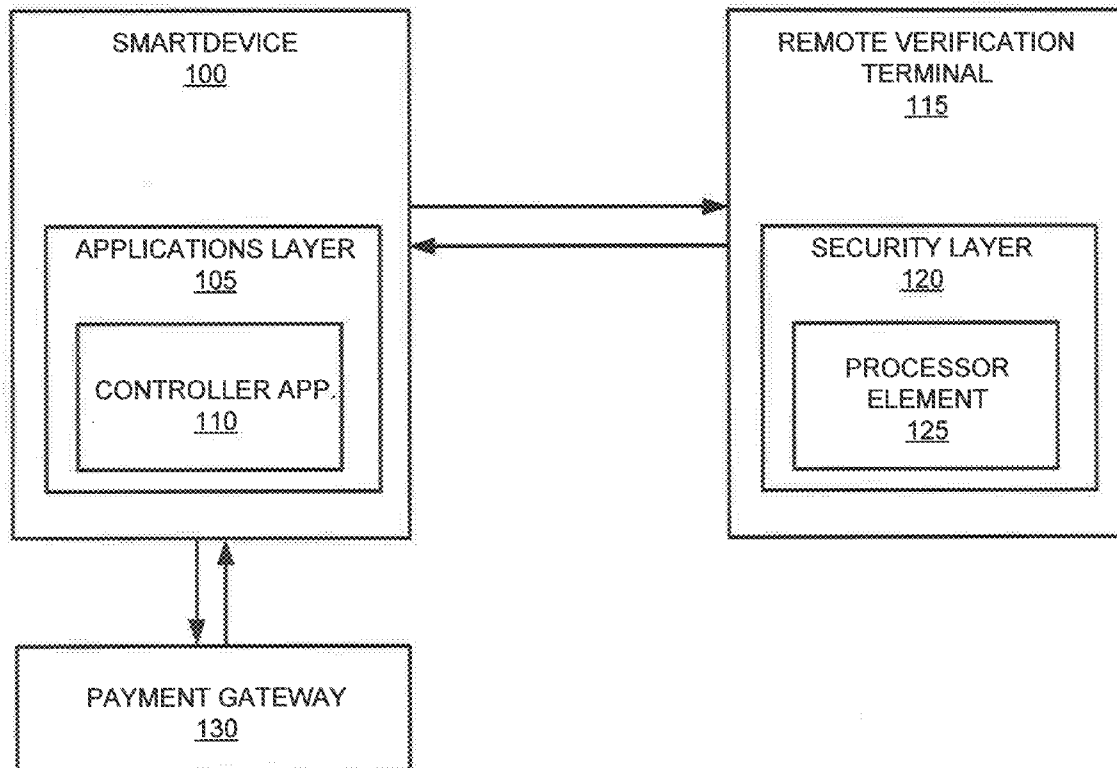 SMARTDEVICE
100
REMOTE VERIFICATION
TERMINAL
115
APPLICATIONS LAYER
105
CONTROLLER APP.
110
SECURITY LAYER
120
PROCESSOR
ELEMENT
125
PAYMENT GATEWAY
130